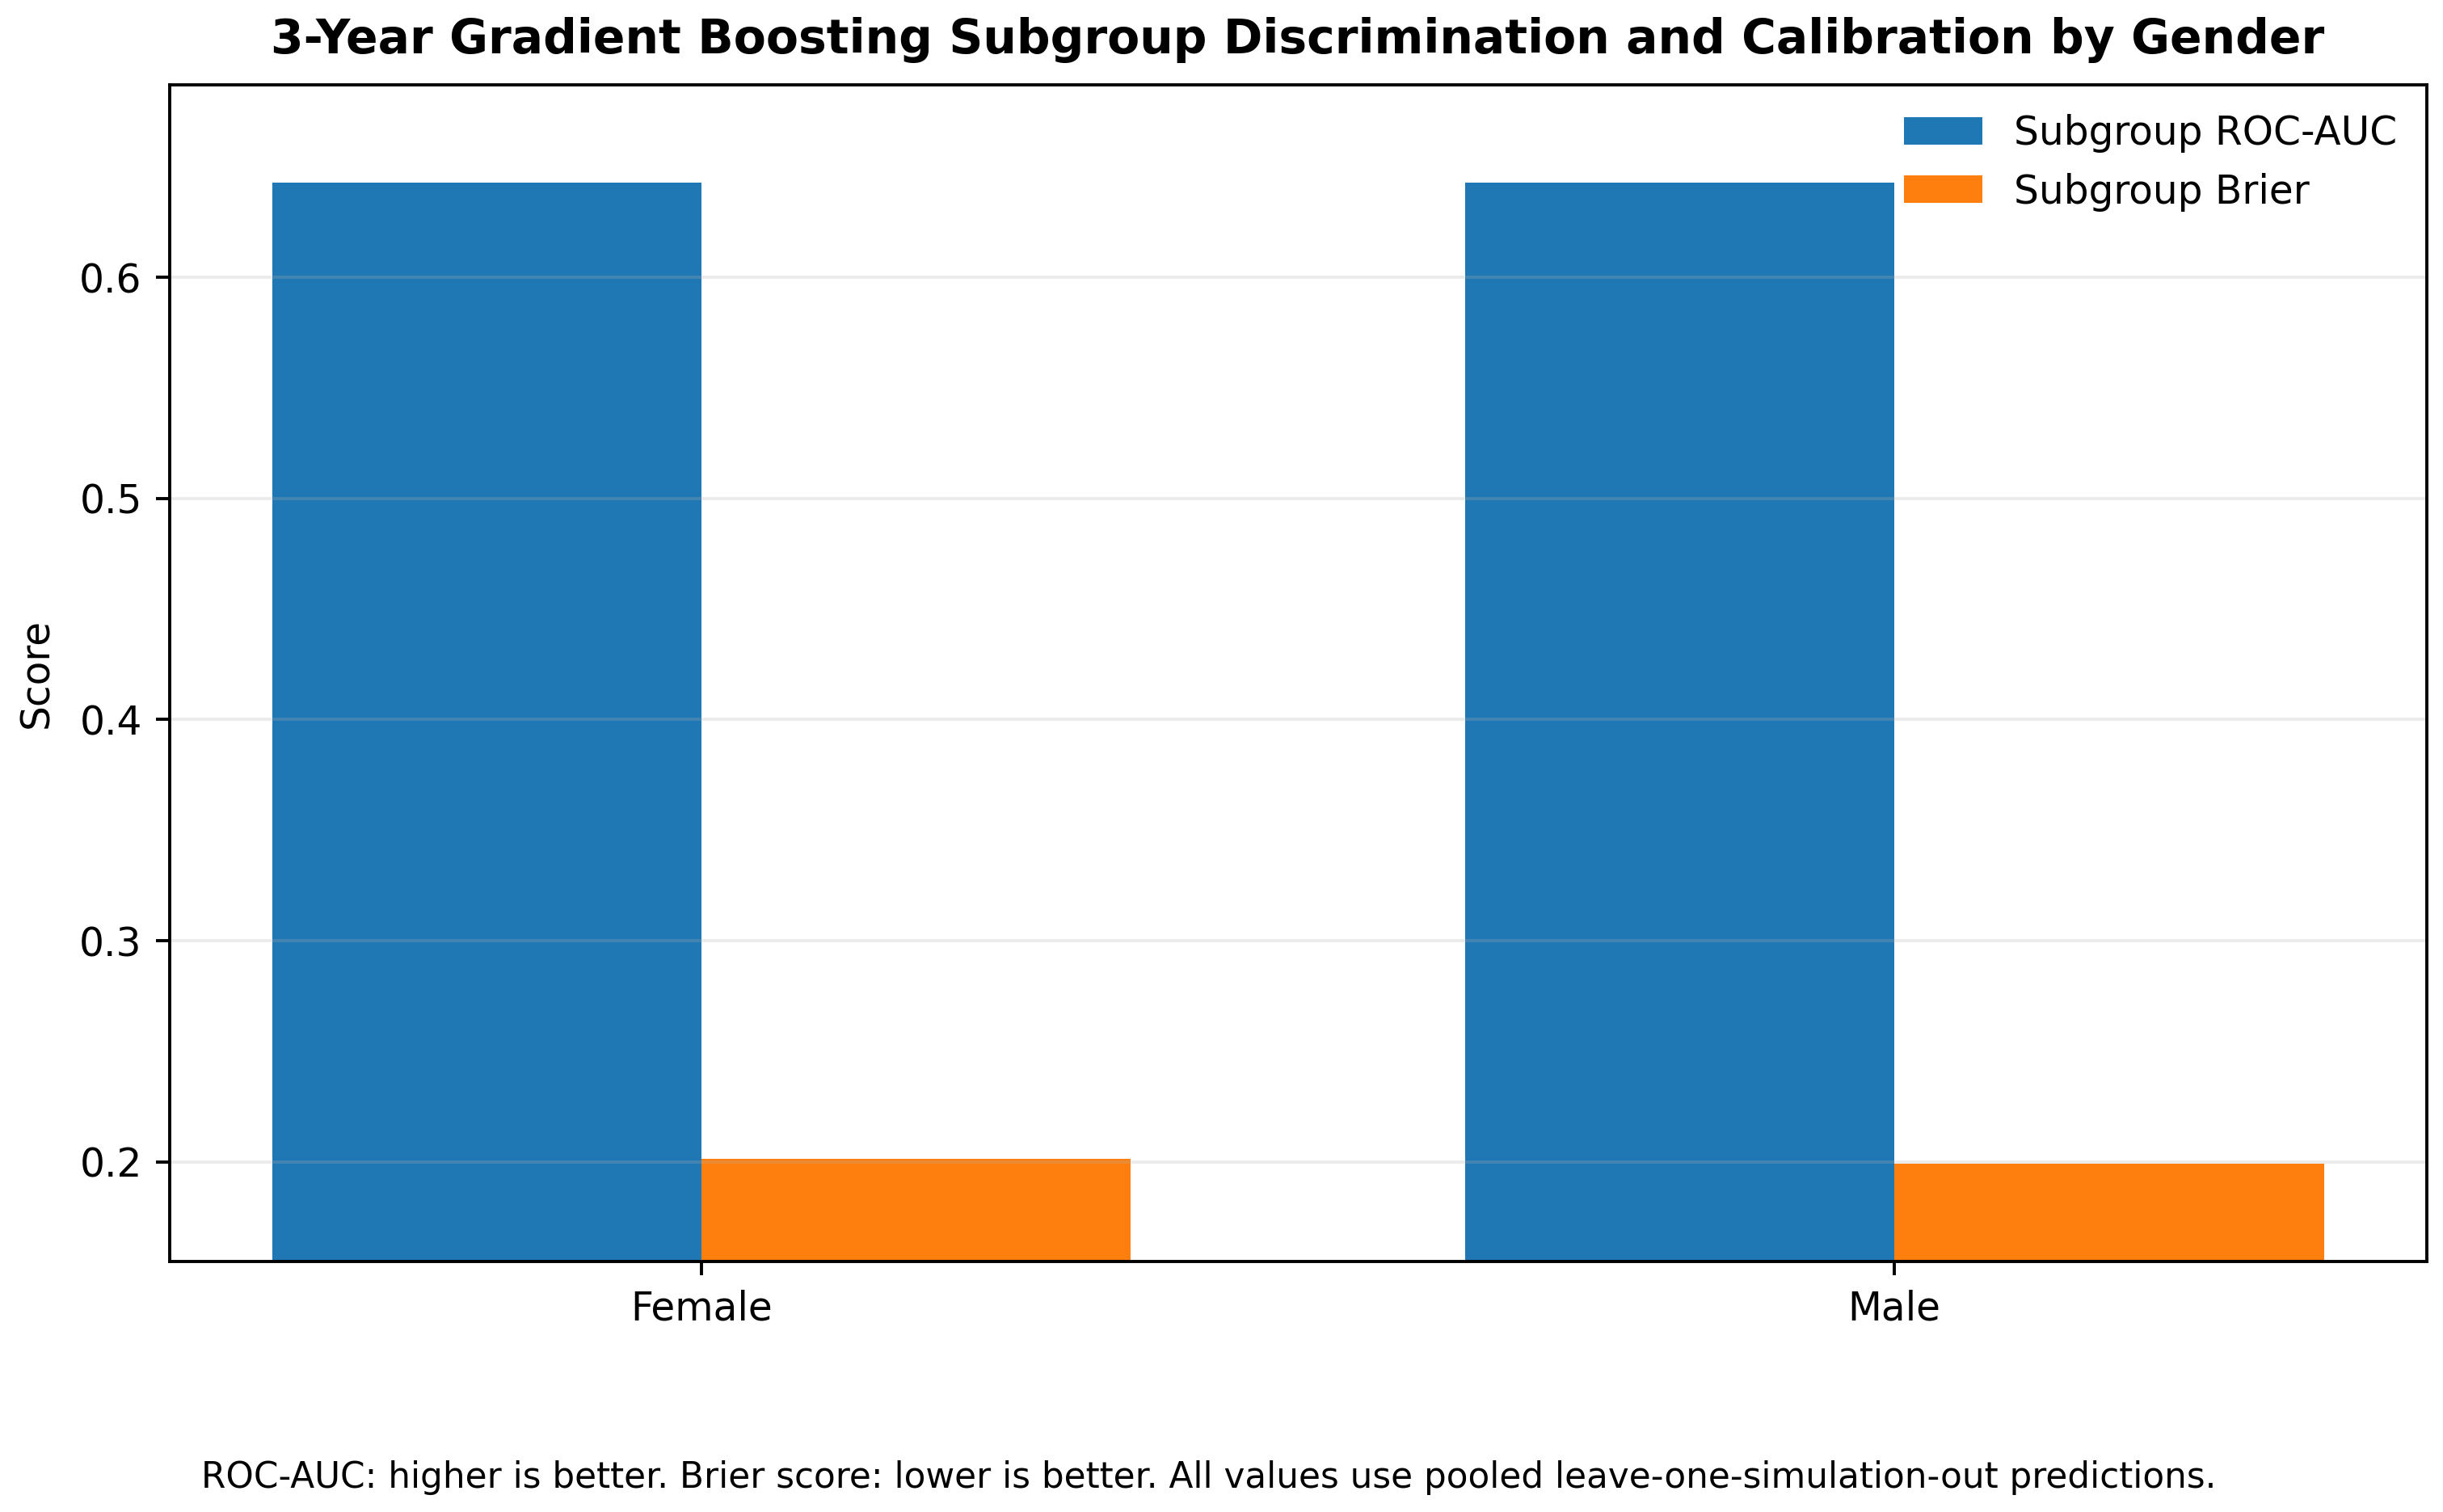 3-Year Gradient Boosting Subgroup Discrimination and Calibration by Gender
Subgroup ROC-AUC
Subgroup Brier
Score
0.6
0.5
0.4
0.3
0.2
Female
Male
ROC-AUC: higher is better. Brier score: lower is better. All values use pooled leave-one-simulation-out predictions.